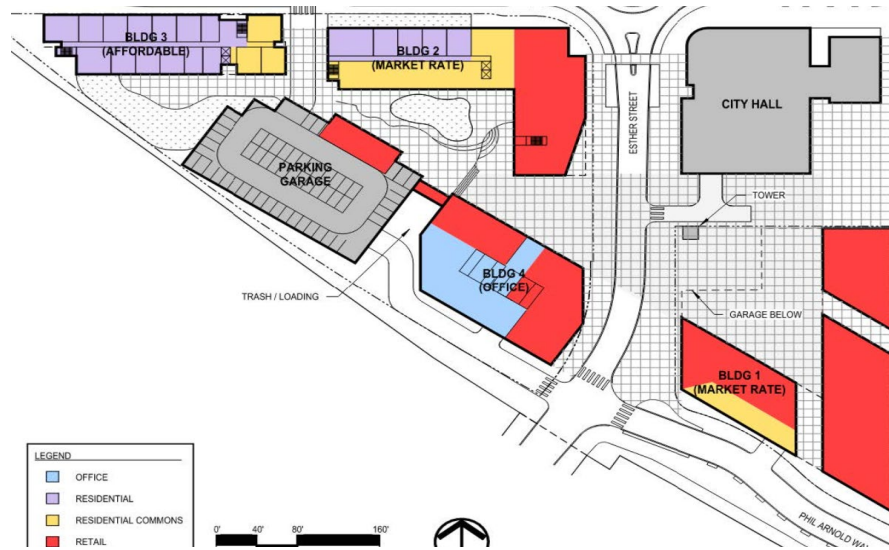 BLDG 3
(AFFORDABLE)
BLDG 2
(MARKET RATE)
CITY HALL
ESTHER STREET
PARKING
GARAGE
TOWER
TRASH / LOADING
BLDG 4
(OFFICE)
GARAGE BELOW
BLDG 1
(MARKET RATE)
LEGEND
OFFICE
RESIDENTIAL
RESIDENTIAL COMMONS
RETAIL
0' 40' 80' 160'
PHIL ARNOLD WAY